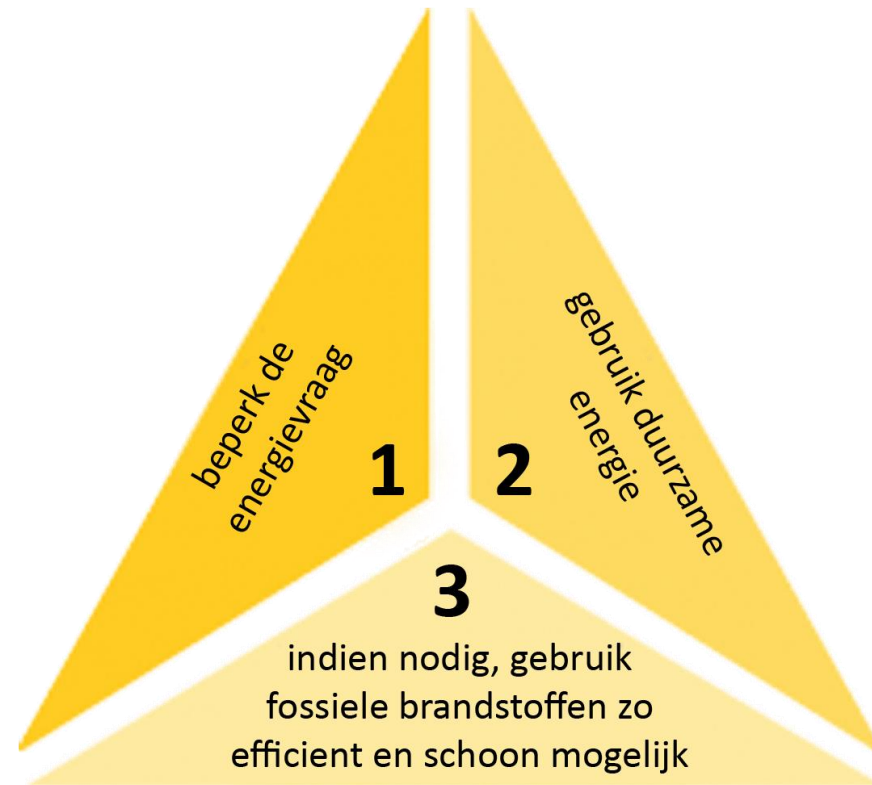 beperk de
energievraag
1
2
gebruik duurzame
energie
3
indien nodig, gebruik
fossiele brandstoffen zo
efficient en schoon mogelijk